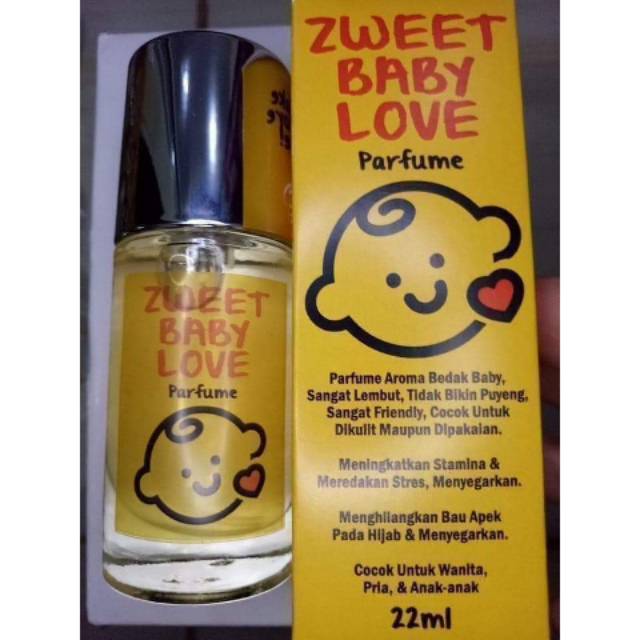 ZWEET
BABY
LOVE
Parfume
Parfume Aroma Bedak Baby,
Sangat Lembut, Tidak Bikin Puyeng,
Sangat Friendly, Cocok Untuk
Dikulit Maupun Dipakaian.
Meningkatkan Stamina &
Meredakan Stres, Menyegarkan.
Menghilangkan Bau Apek
Pada Hijab & Menyegarkan.
Cocok Untuk Wanita,
Pria, & Anak-anak
22ml
ZWEET
BABY
LOVE
Parfume